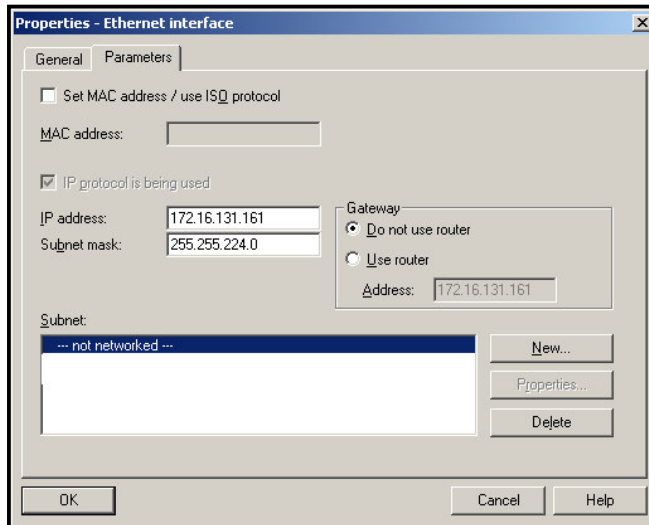 Properties - Ethernet interface
General Parameters
Set MAC address / use ISO protocol
MAC address:
IP protocol is being used
IP address: 172.16.131.161
Subnet mask: 255.255.224.0
Gateway
Do not use router
Use router
Address: 172.16.131.161
Subnet:
--- not networked ---
New...
Properties...
Delete
OK Cancel Help